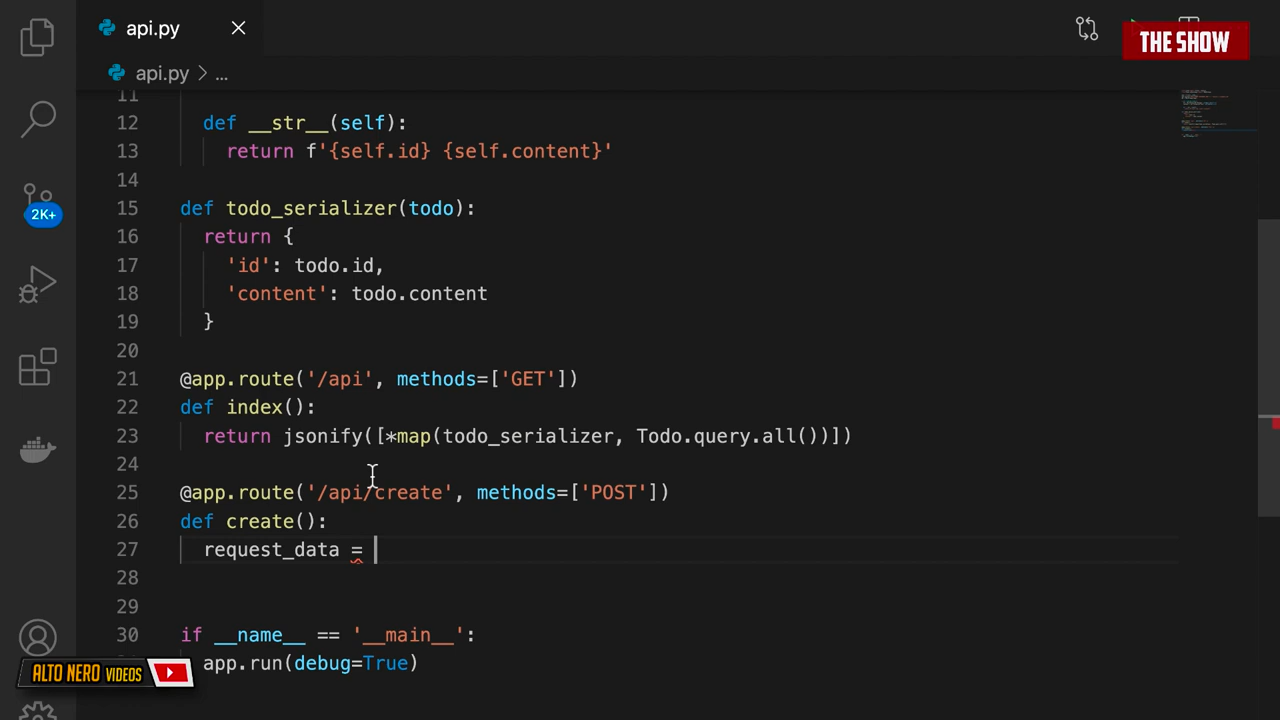 api.py
THE SHOW
api.py > ...
11
12 def __str__(self):
13 return f'{self.id} {self.content}'
14
15 def todo_serializer(todo):
16 return {
17 'id': todo.id,
18 'content': todo.content
19 }
20
21 @app.route('/api', methods=['GET'])
22 def index():
23 return jsonify([*map(todo_serializer, Todo.query.all())])
24
25 @app.route('/api/create', methods=['POST'])
26 def create():
27 request_data =
28
29
30 if __name__ == '__main__':
app.run(debug=True)
2K+
ALTO NERO VIDEOS